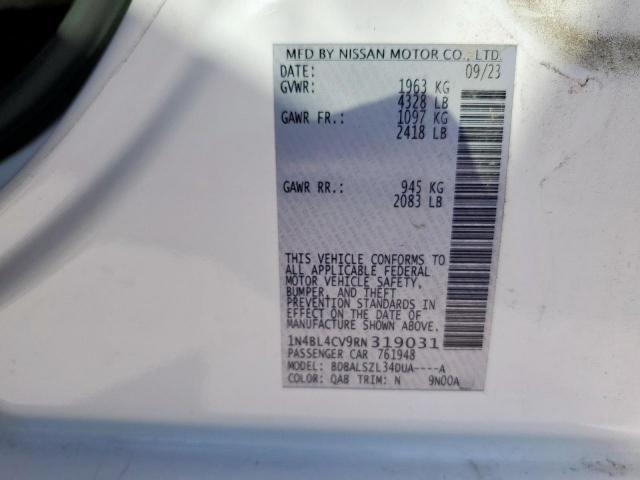 MFD BY NISSAN MOTOR CO., LTD.
DATE: 09/23
GVWR: 1963 KG
4328 LB
GAWR FR.: 1097 KG
2418 LB
GAWR RR.: 945 KG
2083 LB
THIS VEHICLE CONFORMS TO
ALL APPLICABLE FEDERAL
MOTOR VEHICLE SAFETY,
BUMPER, AND THEFT
PREVENTION STANDARDS IN
EFFECT ON THE DATE OF
MANUFACTURE SHOWN ABOVE.
1N4BL4CV9RN319031
PASSENGER CAR 761948
MODEL: BDBALSZL34DUA----A
COLOR: QAB TRIM: N 9N00A